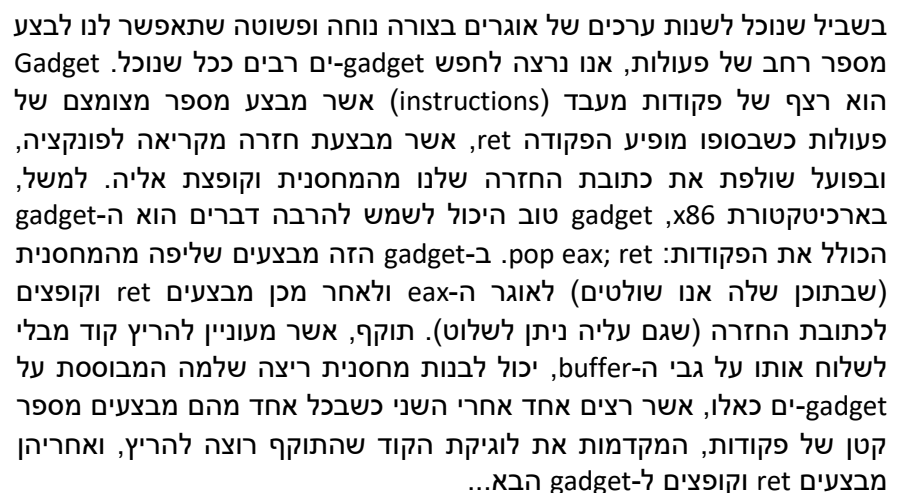 בשביל שנוכל לשנות ערכים של אוגרים בצורה נוחה ופשוטה שתאפשר לנו לבצע
מספר רחב של פעולות, אנו נרצה לחפש gadget-ים רבים ככל שנוכל. Gadget
הוא רצף של פקודות מעבד (instructions) אשר מבצע מספר מצומצם של
פעולות כשבסופו מופיע הפקודה ret, אשר מבצעת חזרה מקריאה לפונקציה,
ובפועל שולפת את כתובת החזרה שלנו מהמחסנית וקופצת אליה. למשל,
בארכיטקטורת x86, gadget טוב היכול לשמש להרבה דברים הוא ה-gadget
הכולל את הפקודות: pop eax; ret. ב-gadget הזה מבצעים שליפה מהמחסנית
(שבתוכן שלה אנו שולטים) לאוגר ה-eax ולאחר מכן מבצעים ret וקופצים
לכתובת החזרה (שגם עליה ניתן לשלוט). תוקף, אשר מעוניין להריץ קוד מבלי
לשלוח אותו על גבי ה-buffer, יכול לבנות מחסנית ריצה שלמה המבוססת על
gadget-ים כאלו, אשר רצים אחד אחרי השני כשבכל אחד מהם מבצעים מספר
קטן של פקודות, המקדמות את לוגיקת הקוד שהתוקף רוצה להריץ, ואחריהן
מבצעים ret וקופצים ל-gadget הבא...